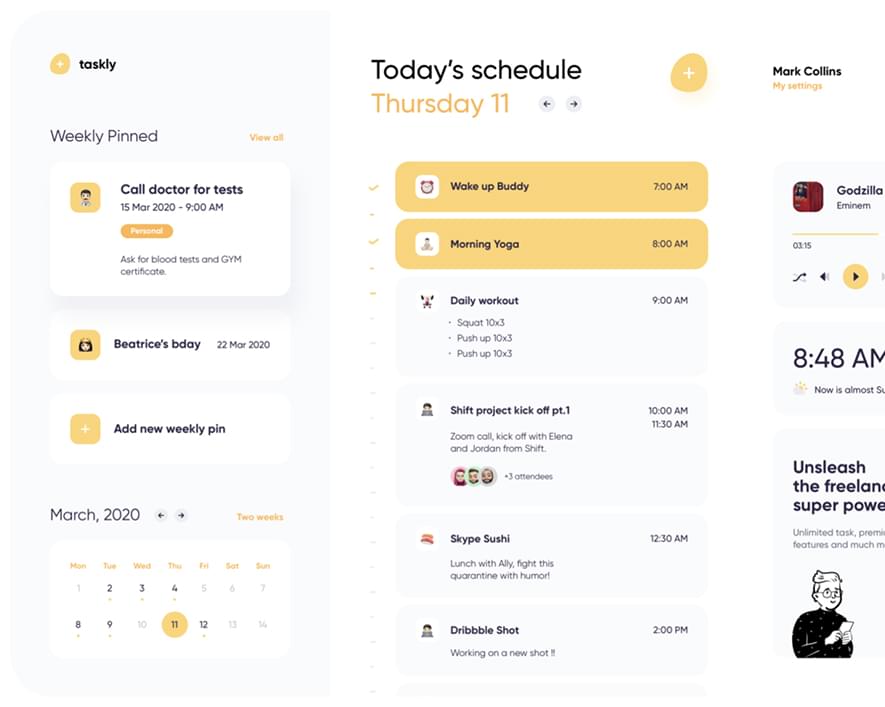 taskly
Weekly Pinned
View all
Call doctor for tests
15 Mar 2020 - 9:00 AM
Personal
Ask for blood tests and GYM
certificate.
Beatrice's bday 22 Mar 2020
Add new weekly pin
March, 2020
Two weeks
Mon Tue Wed Thu Fri Sat Sun
1 2 3 4 5 6 7
8 9 10 11 12 13 14
Today's schedule
Thursday 11
Wake up Buddy 7:00 AM
Morning Yoga 8:00 AM
Daily workout 9:00 AM
· Squat 10x3
· Push up 10x3
· Push up 10x3
Shift project kick off pt.1 10:00 AM
11:30 AM
Zoom call, kick off with Elena
and Jordan from Shift.
+3 attendees
Skype Sushi 12:30 AM
Lunch with Ally, fight this
quarantine with humor!
Dribbble Shot 2:00 PM
Working on a new shot !!
Mark Collins
My settings
Godzilla
Eminem
03:15
8:48 AM
Now is almost Su
Unsleash
the freelanc
super powe
Unlimited task, premi
features and much m